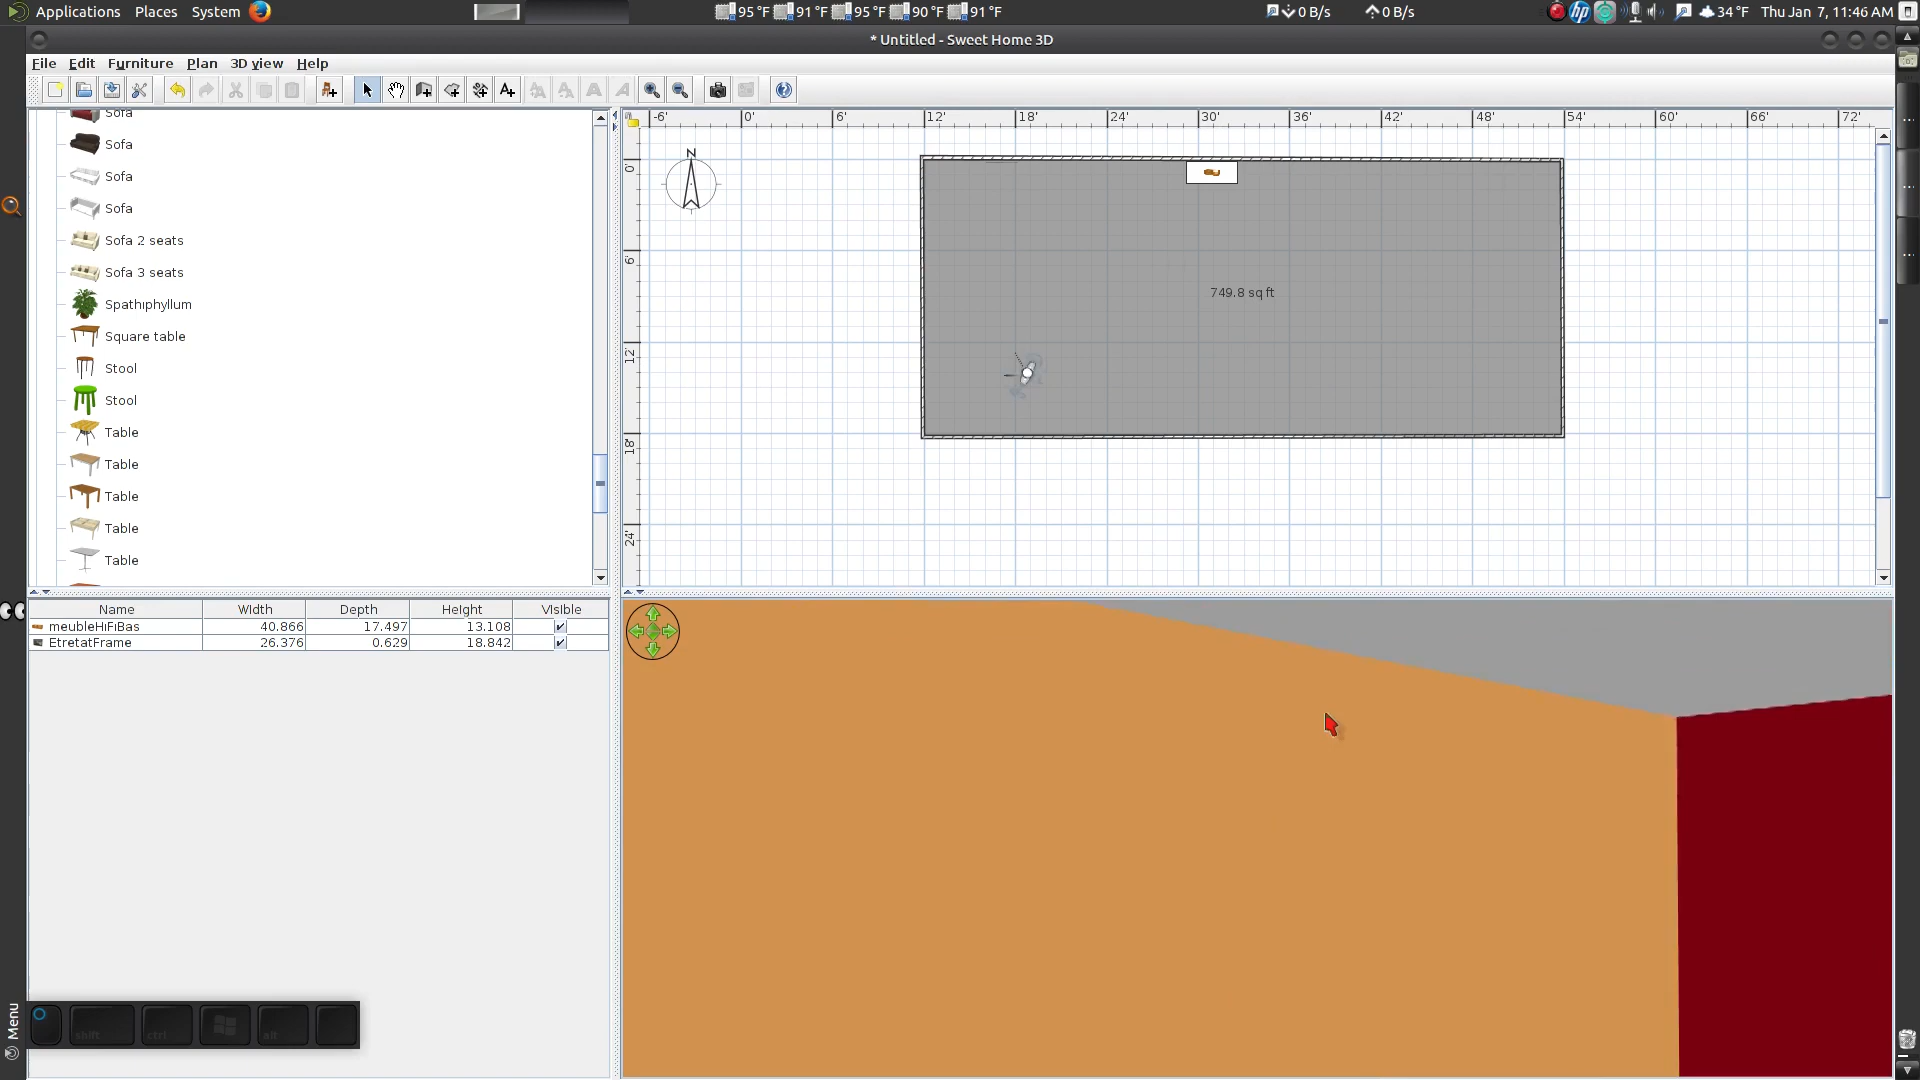 Applications Places System 95 °F 91 °F 95 °F 90 °F 91 °F 0 B/s 0 B/s hp 34 °F Thu Jan 7, 11:46 AM
* Untitled - Sweet Home 3D
File Edit Furniture Plan 3D view Help
Sofa
Sofa
Sofa
Sofa
Sofa 2 seats
Sofa 3 seats
Spathiphyllum
Square table
Stool
Stool
Table
Table
Table
Table
Table
-6' 0' 6' 12' 18' 24' 30' 36' 42' 48' 54' 60' 66' 72'
0'
6'
12'
18'
24'
N
749.8 sq ft
Name Width Depth Height Visible
meubleHiFiBas 40.866 17.497 13.108
EtretatFrame 26.376 0.629 18.842
shift ctrl alt
Menu